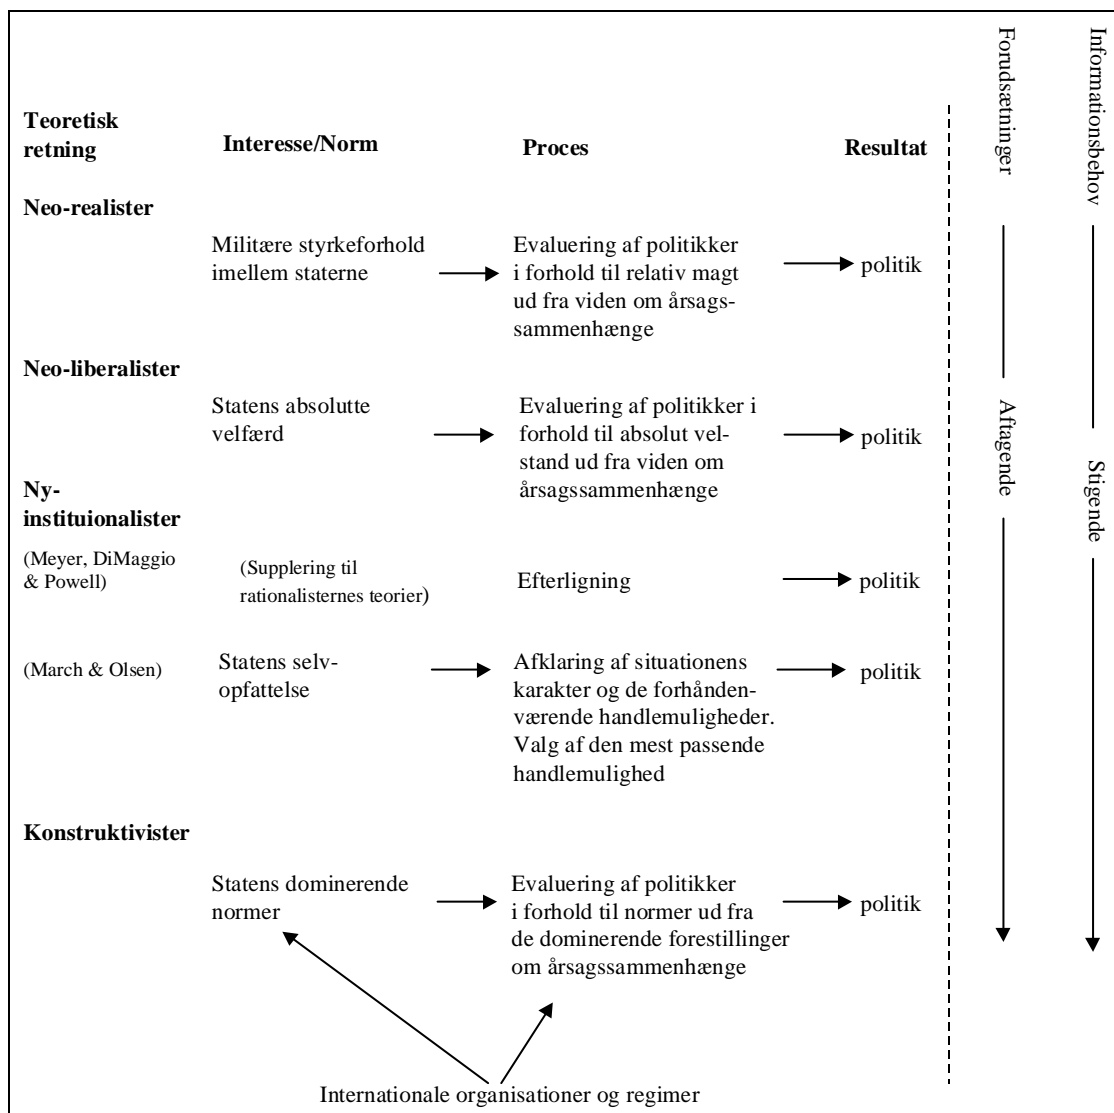 Teoretisk
retning
Interesse/Norm
Proces
Resultat
Forudsætninger
Informationsbehov
Neo-realister
Militære styrkeforhold
imellem staterne
Evaluering af politikker
i forhold til relativ magt
ud fra viden om årsags-
sammenhænge
politik
Neo-liberalister
Statens absolutte
velfærd
Evaluering af politikker i
forhold til absolut vel-
stand ud fra viden om
årsagssammenhænge
politik
Aftagende
Stigende
Ny-
instituionalister
(Meyer, DiMaggio
& Powell)
(Supplering til
rationalisternes teorier)
Efterligning
politik
(March & Olsen)
Statens selv-
opfattelse
Afklaring af situationens
karakter og de forhånden-
værende handlemuligheder.
Valg af den mest passende
handlemulighed
politik
Konstruktivister
Statens dominerende
normer
Evaluering af politikker
i forhold til normer ud fra
de dominerende forestillinger
om årsagssammenhænge
politik
Internationale organisationer og regimer